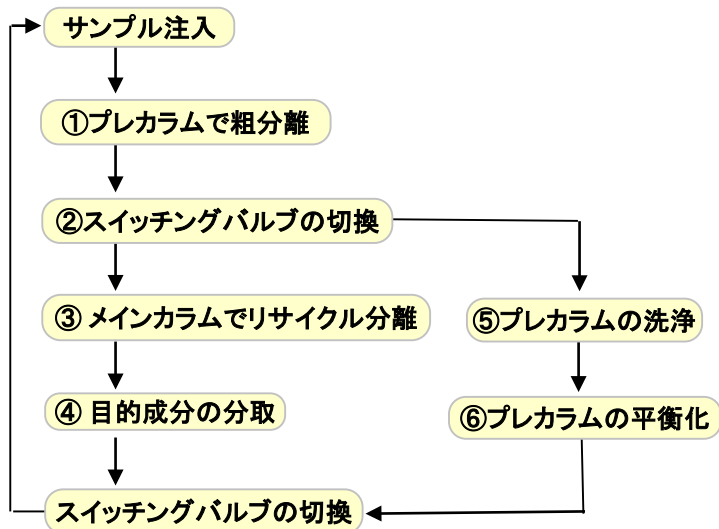 サンプル注入
①プレカラムで粗分離
②スイッチングバルブの切換
③ メインカラムでリサイクル分離
⑤プレカラムの洗浄
④ 目的成分の分取
⑥プレカラムの平衡化
スイッチングバルブの切換